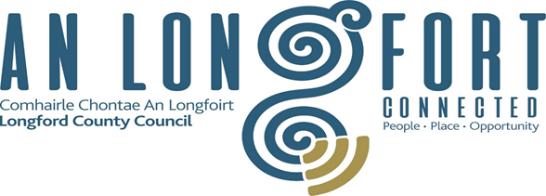 AN LONGFORT
Comhairle Chontae An Longfoirt
Longford County Council
CONNECTED
People • Place • Opportunity